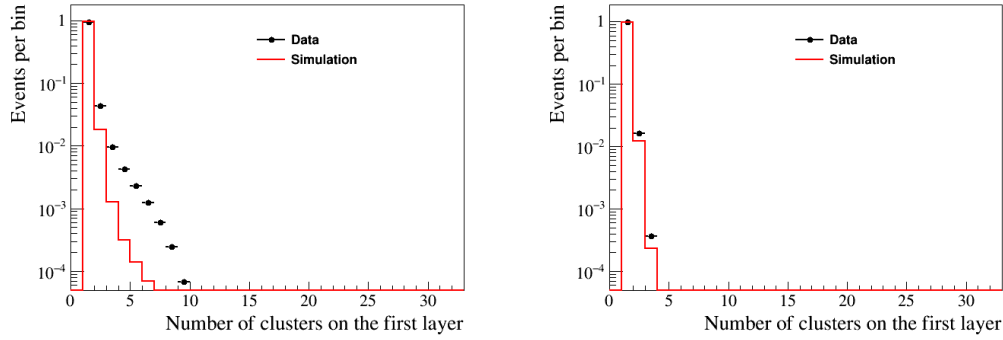 Events per bin
1
10⁻¹
10⁻²
10⁻³
10⁻⁴
Data
Simulation
0 5 10 15 20 25 30
Number of clusters on the first layer
Events per bin
1
10⁻¹
10⁻²
10⁻³
10⁻⁴
Data
Simulation
0 5 10 15 20 25 30
Number of clusters on the first layer